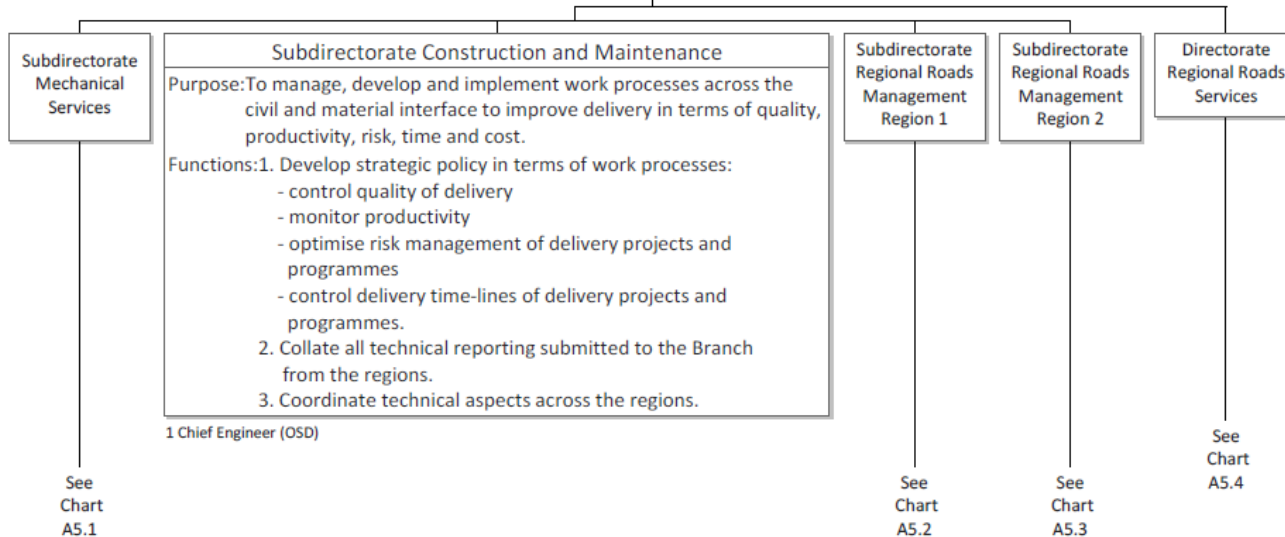 Subdirectorate
Mechanical
Services
Subdirectorate Construction and Maintenance
Purpose:To manage, develop and implement work processes across the
civil and material interface to improve delivery in terms of quality,
productivity, risk, time and cost.
Functions:1. Develop strategic policy in terms of work processes:
- control quality of delivery
- monitor productivity
- optimise risk management of delivery projects and
programmes
- control delivery time-lines of delivery projects and
programmes.
2. Collate all technical reporting submitted to the Branch
from the regions.
3. Coordinate technical aspects across the regions.
1 Chief Engineer (OSD)
Subdirectorate
Regional Roads
Management
Region 1
Subdirectorate
Regional Roads
Management
Region 2
Directorate
Regional Roads
Services
See
Chart
A5.1
See
Chart
A5.2
See
Chart
A5.3
See
Chart
A5.4